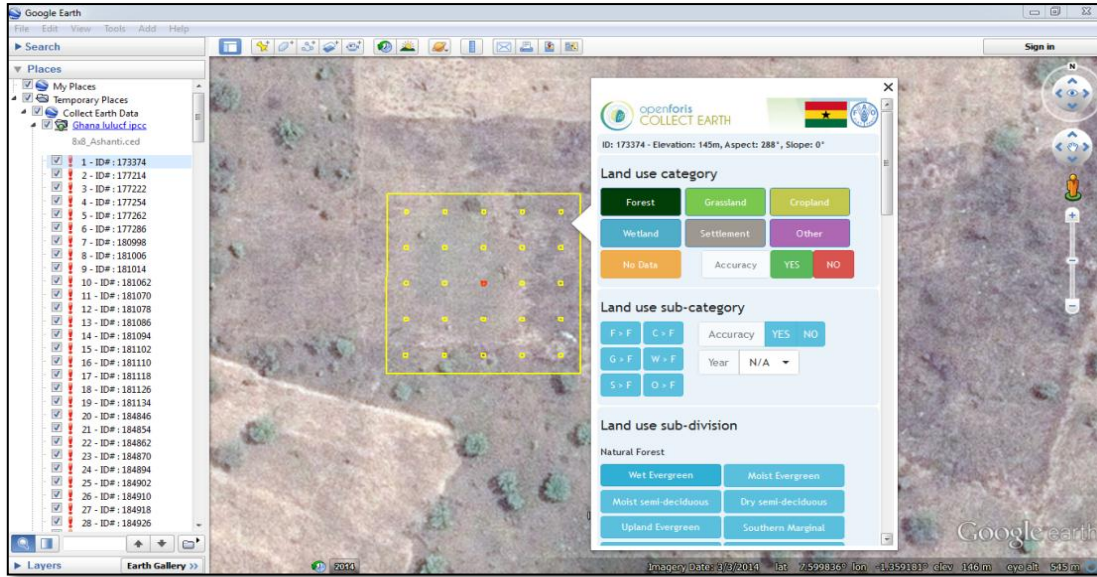 Google Earth
File Edit View Tools Add Help
Search
Sign in
Places
My Places
Temporary Places
Collect Earth Data
Ghana lulucf ipcc
8x8_Ashanti.ced
1 - ID# : 173374
2 - ID# : 177214
3 - ID# : 177222
4 - ID# : 177254
5 - ID# : 177262
6 - ID# : 177286
7 - ID# : 180998
8 - ID# : 181006
9 - ID# : 181014
10 - ID# : 181062
11 - ID# : 181070
12 - ID# : 181078
13 - ID# : 181086
14 - ID# : 181094
15 - ID# : 181102
16 - ID# : 181110
17 - ID# : 181118
18 - ID# : 181126
19 - ID# : 181134
20 - ID# : 184846
21 - ID# : 184854
22 - ID# : 184862
23 - ID# : 184870
24 - ID# : 184894
25 - ID# : 184902
26 - ID# : 184910
27 - ID# : 184918
28 - ID# : 184926
Layers
Earth Gallery >>
openforis
COLLECT EARTH
ID: 173374 - Elevation: 145m, Aspect: 288°, Slope: 0°
Land use category
Forest Grassland Cropland
Wetland Settlement Other
No Data Accuracy YES NO
Land use sub-category
F > F C > F Accuracy YES NO
G > F W > F Year N/A
S > F O > F
Land use sub-division
Natural Forest
Wet Evergreen Moist Evergreen
Moist semi-deciduous Dry semi-deciduous
Upland Evergreen Southern Marginal
N
Google earth
2014
Imagery Date: 3/3/2014 lat 7.599836° lon -1.359181° elev 146 m eye alt 545 m